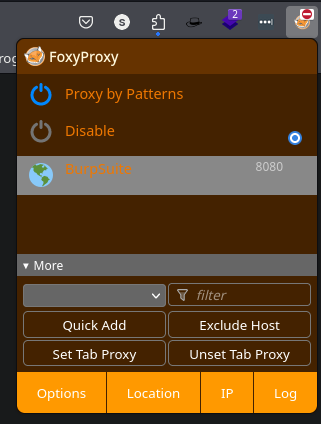 S
2
FoxyProxy
rog
Proxy by Patterns
Disable
BurpSuite 8080
▾ More
filter
Quick Add Exclude Host
Set Tab Proxy Unset Tab Proxy
Options Location IP Log